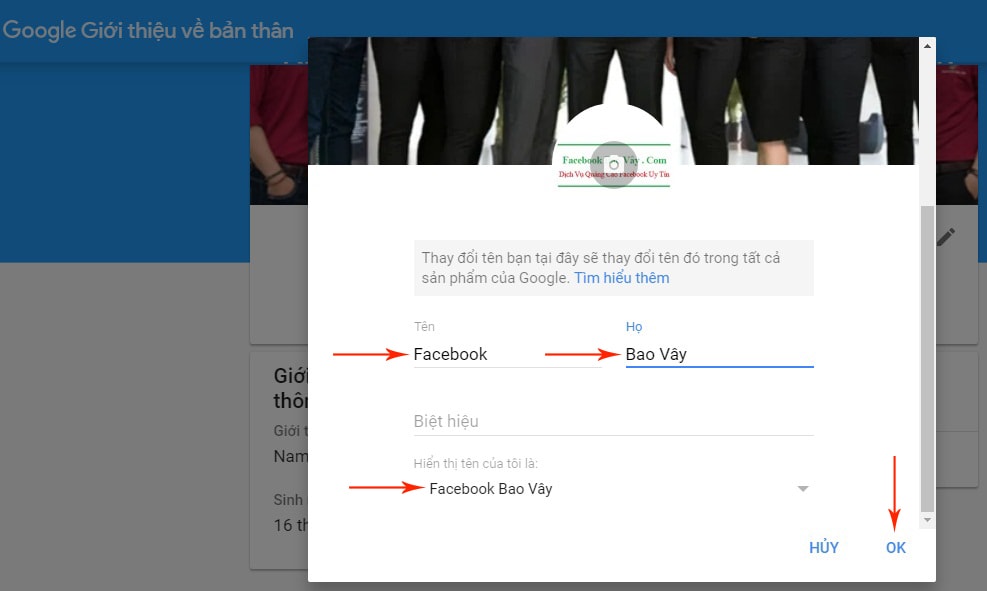 Google Giới thiệu về bản thân
Facebook Vây . Com
Dịch Vụ Quảng Cáo Facebook Uy Tín
Thay đổi tên bạn tại đây sẽ thay đổi tên đó trong tất cả
sản phẩm của Google. Tìm hiểu thêm
Tên
Họ
Facebook
Bao Vây
Giới
thôn
Biệt hiệu
Giới t
Nam
Hiển thị tên của tôi là:
Facebook Bao Vây
Sinh
16 th
HỦY
OK